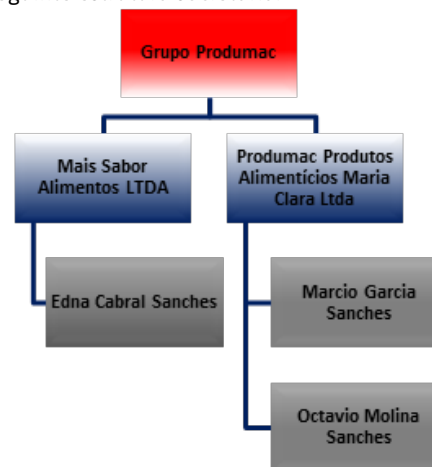 Grupo Produmac
Mais Sabor
Alimentos LTDA
Produmac Produtos
Alimentícios Maria
Clara Ltda
Edna Cabral Sanches
Marcio Garcia
Sanches
Octavio Molina
Sanches